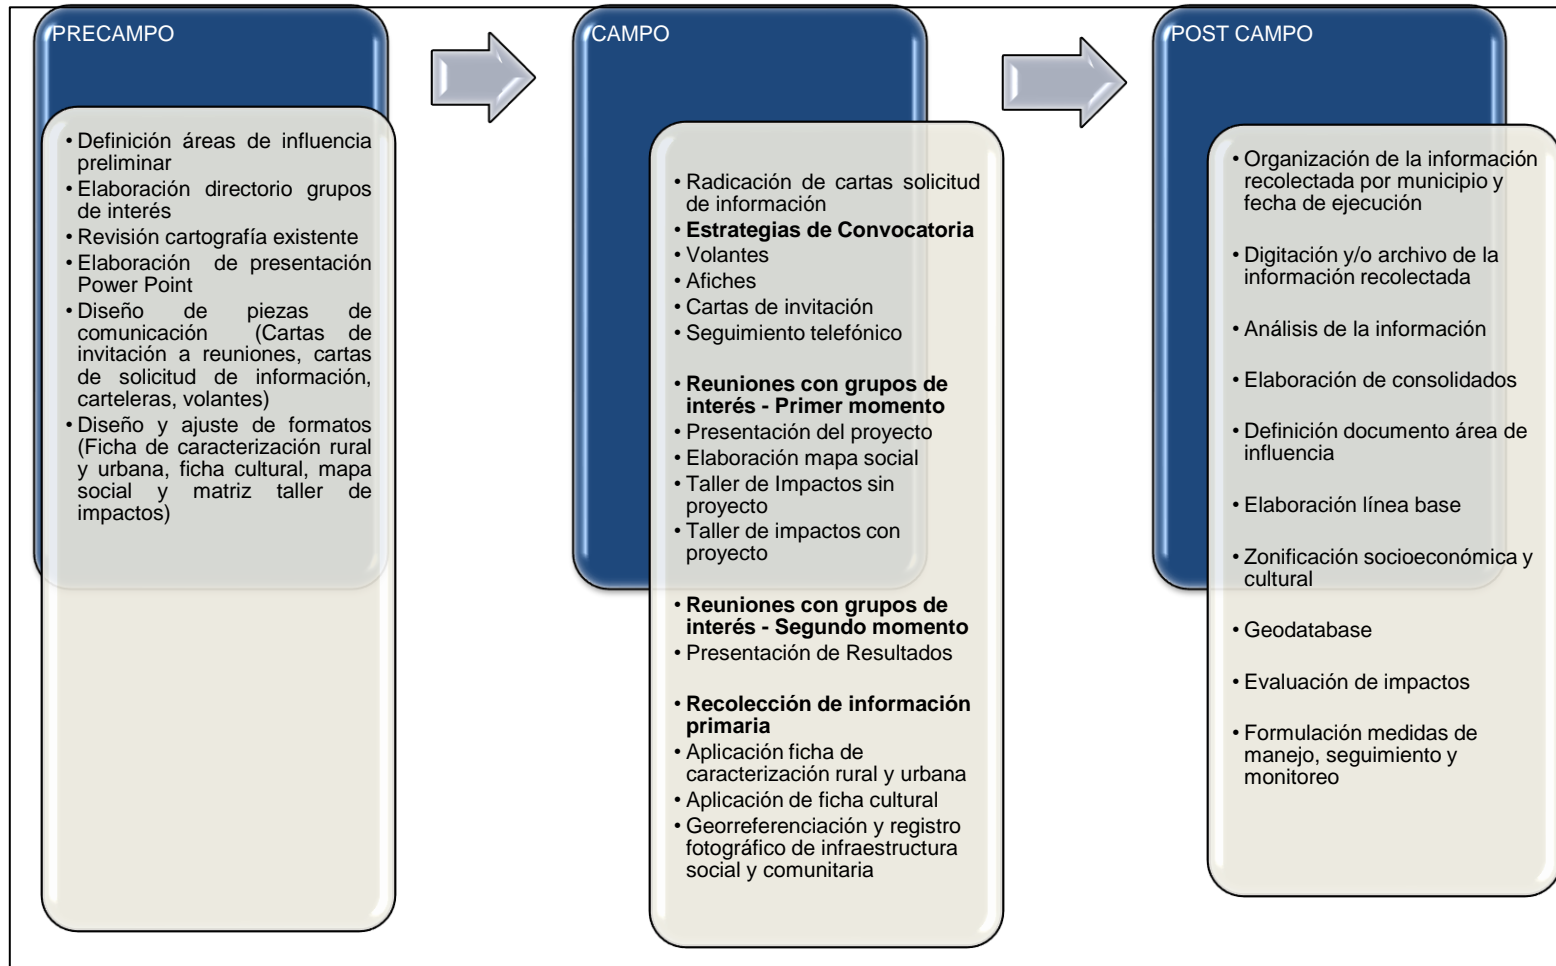 PRECAMPO
• Definición áreas de influencia
preliminar
• Elaboración directorio grupos
de interés
• Revisión cartografía existente
• Elaboración de presentación
Power Point
• Diseño de piezas de
comunicación (Cartas de
invitación a reuniones, cartas
de solicitud de información,
carteleras, volantes)
• Diseño y ajuste de formatos
(Ficha de caracterización rural
y urbana, ficha cultural, mapa
social y matriz taller de
impactos)
CAMPO
• Radicación de cartas solicitud
de información
• Estrategias de Convocatoria
• Volantes
• Afiches
• Cartas de invitación
• Seguimiento telefónico
• Reuniones con grupos de
interés - Primer momento
• Presentación del proyecto
• Elaboración mapa social
• Taller de Impactos sin
proyecto
• Taller de impactos con
proyecto
• Reuniones con grupos de
interés - Segundo momento
• Presentación de Resultados
• Recolección de información
primaria
• Aplicación ficha de
caracterización rural y urbana
• Aplicación de ficha cultural
• Georreferenciación y registro
fotográfico de infraestructura
social y comunitaria
POST CAMPO
• Organización de la información
recolectada por municipio y
fecha de ejecución
• Digitación y/o archivo de la
información recolectada
• Análisis de la información
• Elaboración de consolidados
• Definición documento área de
influencia
• Elaboración línea base
• Zonificación socioeconómica y
cultural
• Geodatabase
• Evaluación de impactos
• Formulación medidas de
manejo, seguimiento y
monitoreo